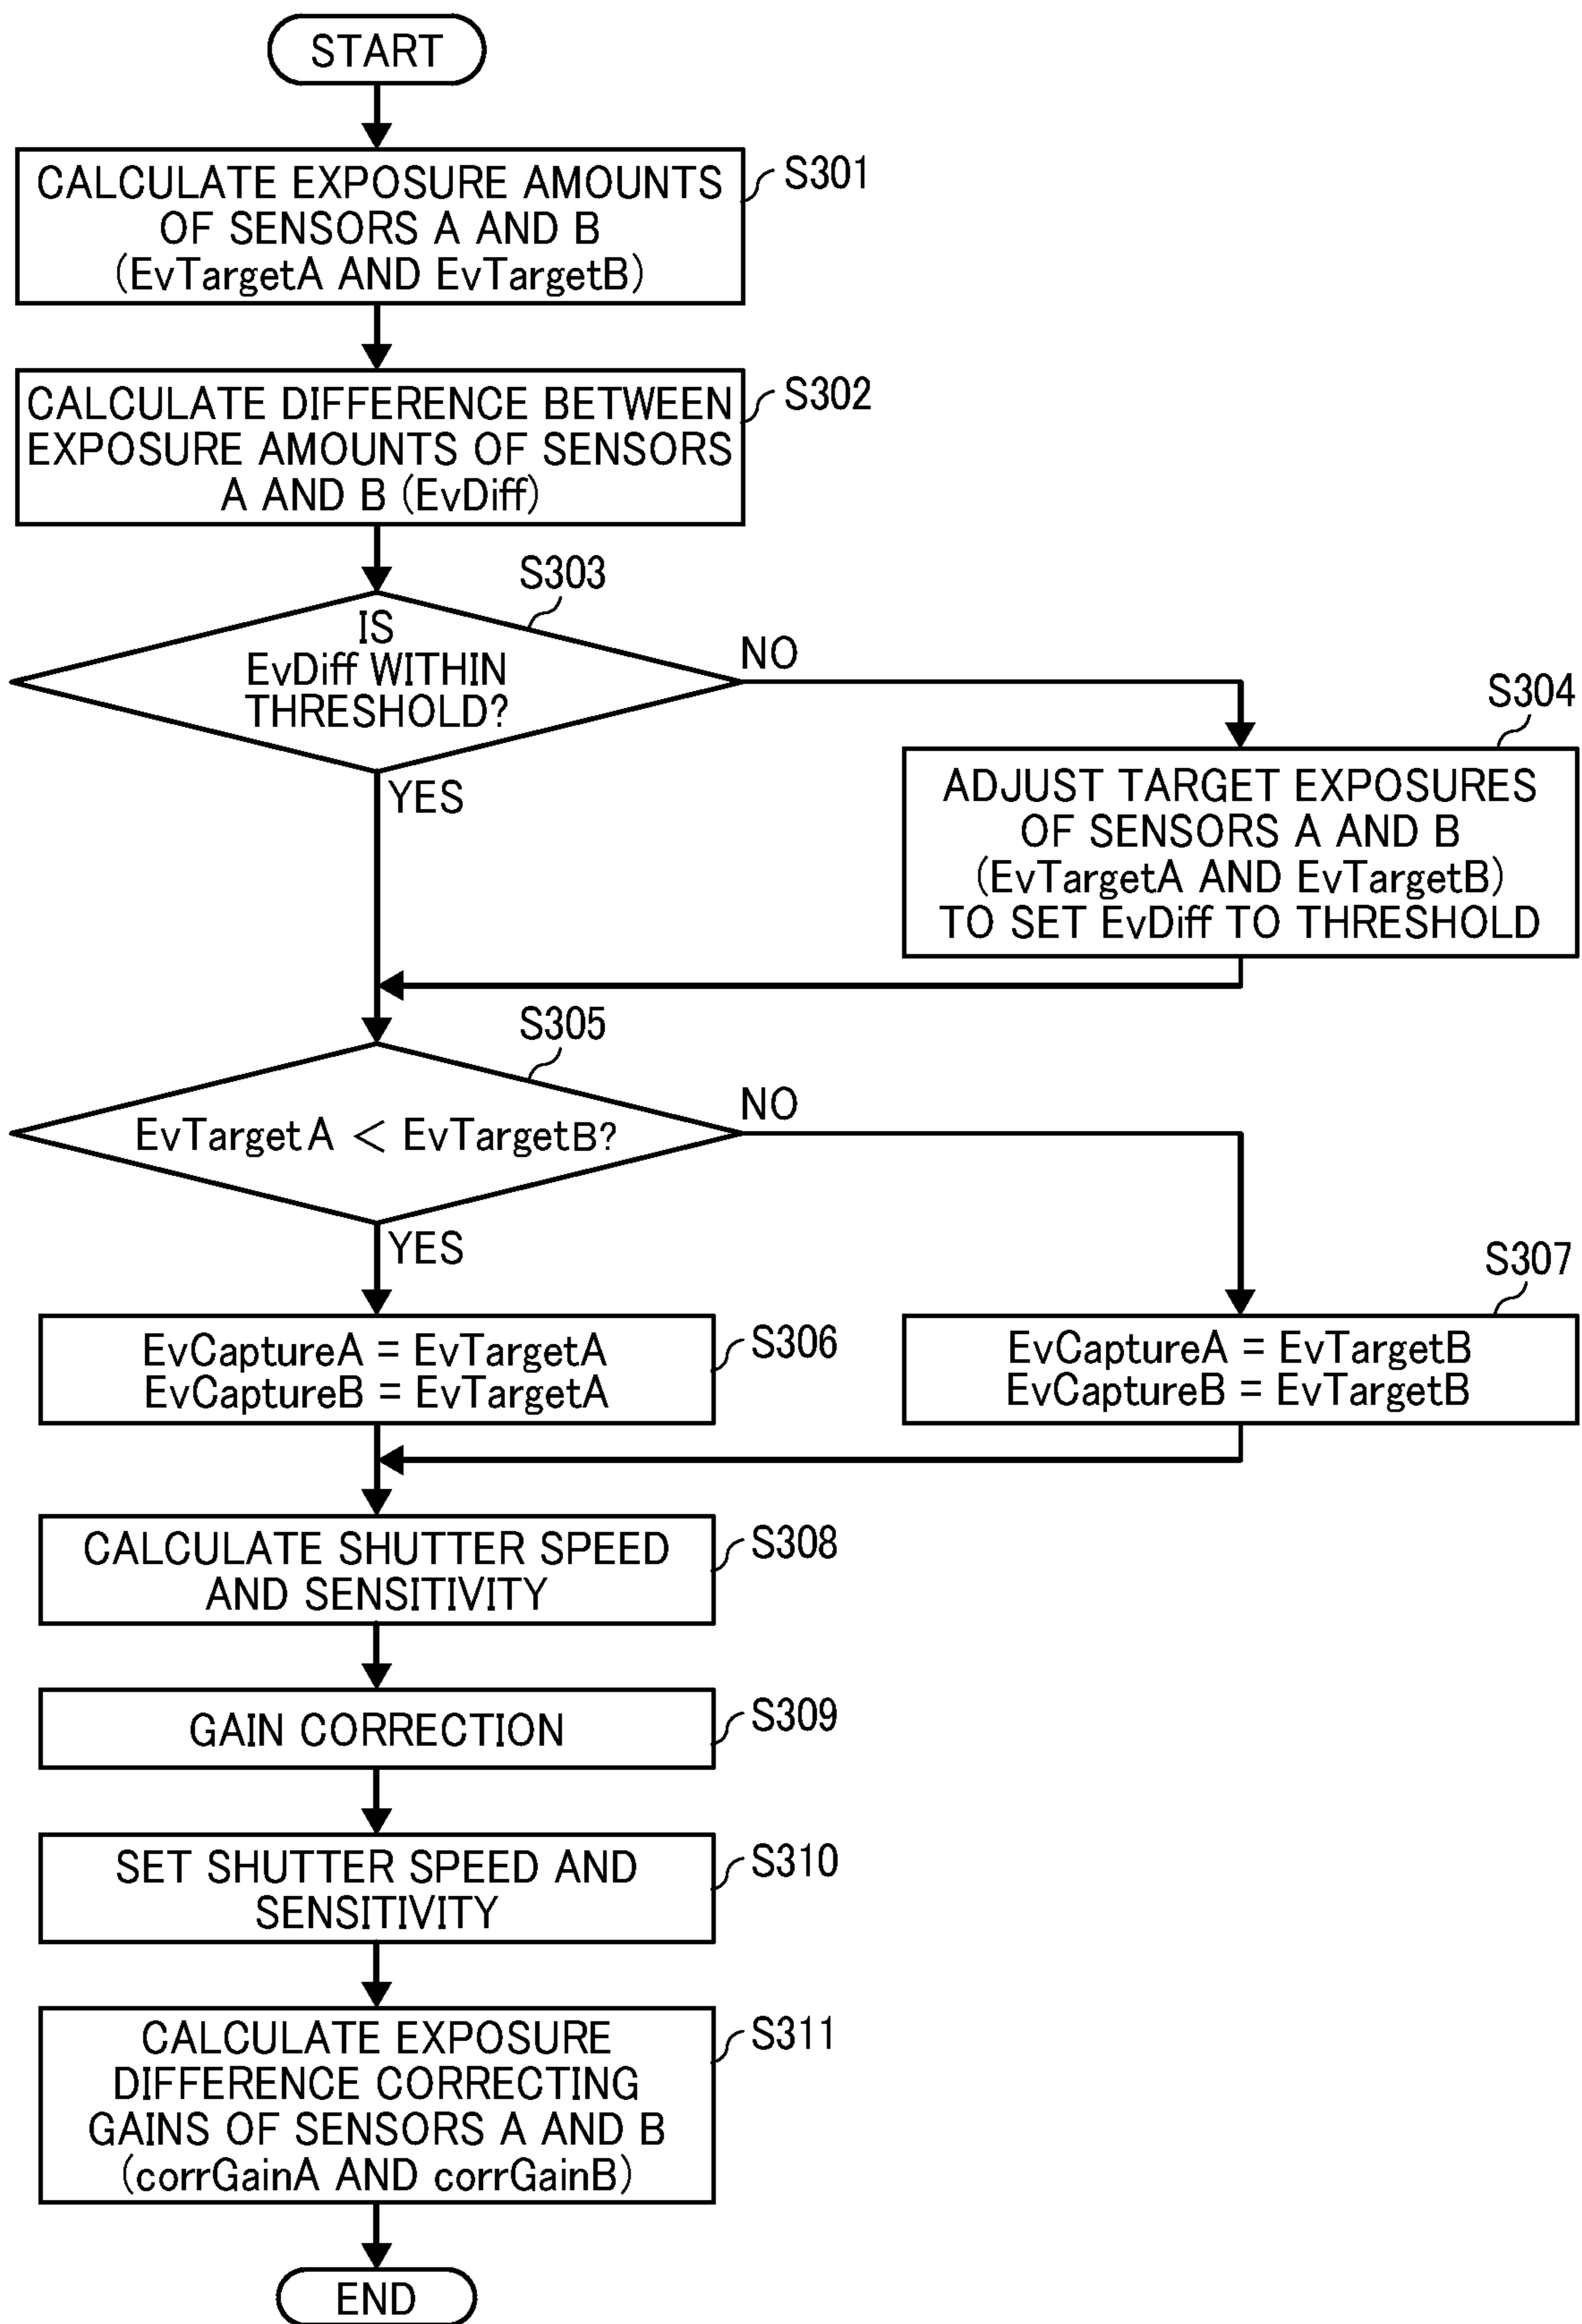 START
CALCULATE EXPOSURE AMOUNTS
OF SENSORS A AND B
(EvTargetA AND EvTargetB)
S301
CALCULATE DIFFERENCE BETWEEN
EXPOSURE AMOUNTS OF SENSORS
A AND B (EvDiff)
S302
S303
IS
EvDiff WITHIN
THRESHOLD?
NO
YES
S304
ADJUST TARGET EXPOSURES
OF SENSORS A AND B
(EvTargetA AND EvTargetB)
TO SET EvDiff TO THRESHOLD
S305
EvTargetA < EvTargetB?
NO
YES
EvCaptureA = EvTargetA
EvCaptureB = EvTargetA
S306
S307
EvCaptureA = EvTargetB
EvCaptureB = EvTargetB
CALCULATE SHUTTER SPEED
AND SENSITIVITY
S308
GAIN CORRECTION
S309
SET SHUTTER SPEED AND
SENSITIVITY
S310
CALCULATE EXPOSURE
DIFFERENCE CORRECTING
GAINS OF SENSORS A AND B
(corrGainA AND corrGainB)
S311
END